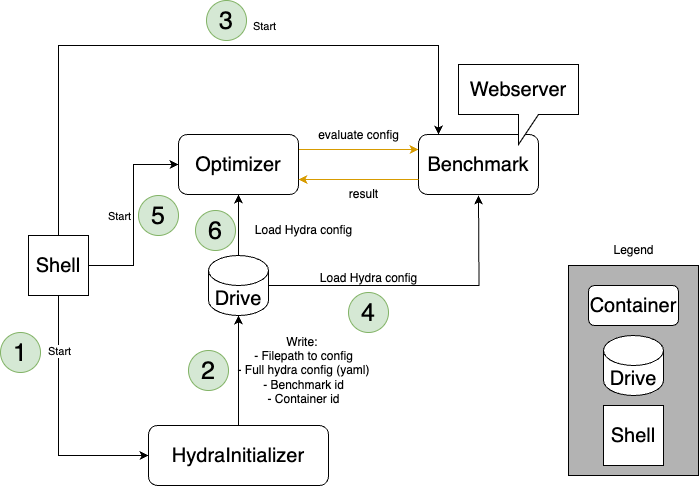 3
Start
Webserver
evaluate config
Optimizer
Benchmark
result
Start
5
6
Load Hydra config
Shell
Legend
Drive
Load Hydra config
Container
4
1
Start
2
Write:
- Filepath to config
- Full hydra config (yaml)
- Benchmark id
- Container id
Drive
Shell
HydraInitializer